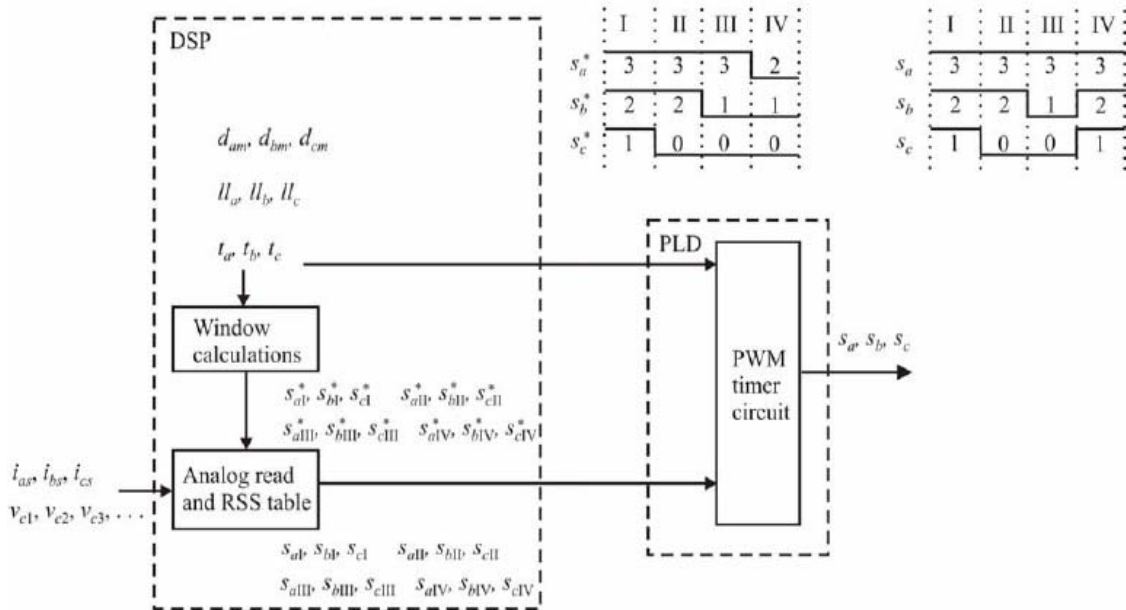 DSP
d_am, d_bm, d_cm
ll_a, ll_b, ll_c
t_a, t_b, t_c
Window
calculations
s*_aI, s*_bI, s*_cI s*_aII, s*_bII, s*_cII
s*_aIII, s*_bIII, s*_cIII s*_aIV, s*_bIV, s*_cIV
i_as, i_bs, i_cs
v_c1, v_c2, v_c3, . . .
Analog read
and RSS table
s_aI, s_bI, s_cI s_aII, s_bII, s_cII
s_aIII, s_bIII, s_cIII s_aIV, s_bIV, s_cIV
I II III IV
s*_a 3 3 3 2
s*_b 2 2 1 1
s*_c 1 0 0 0
I II III IV
s_a 3 3 3 3
s_b 2 2 1 2
s_c 1 0 0 1
PLD
PWM
timer
circuit
s_a, s_b, s_c